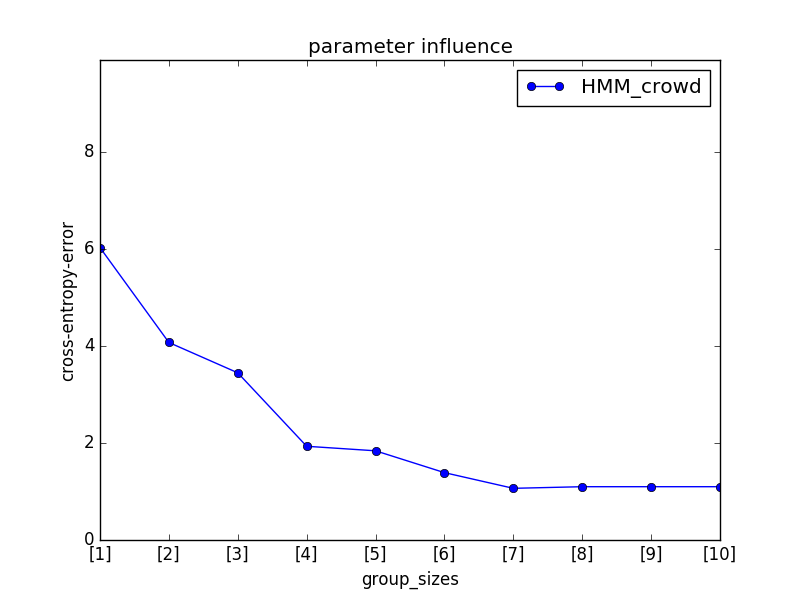 parameter influence
HMM_crowd
8
6
4
2
0
cross-entropy-error
[1] [2] [3] [4] [5] [6] [7] [8] [9] [10]
group_sizes